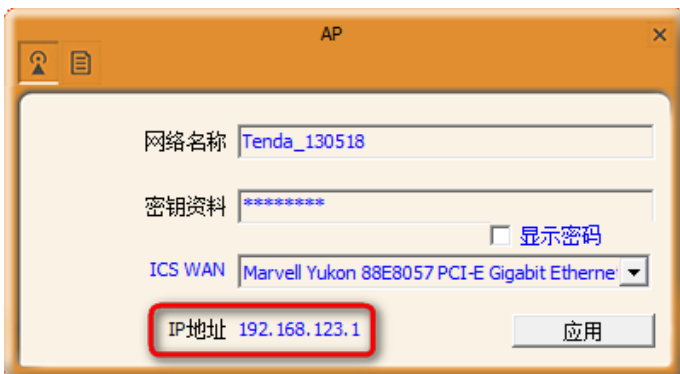 AP
网络名称 Tenda_130518
密钥资料 ********
显示密码
ICS WAN Marvell Yukon 88E8057 PCI-E Gigabit Etherne
IP地址 192.168.123.1 应用